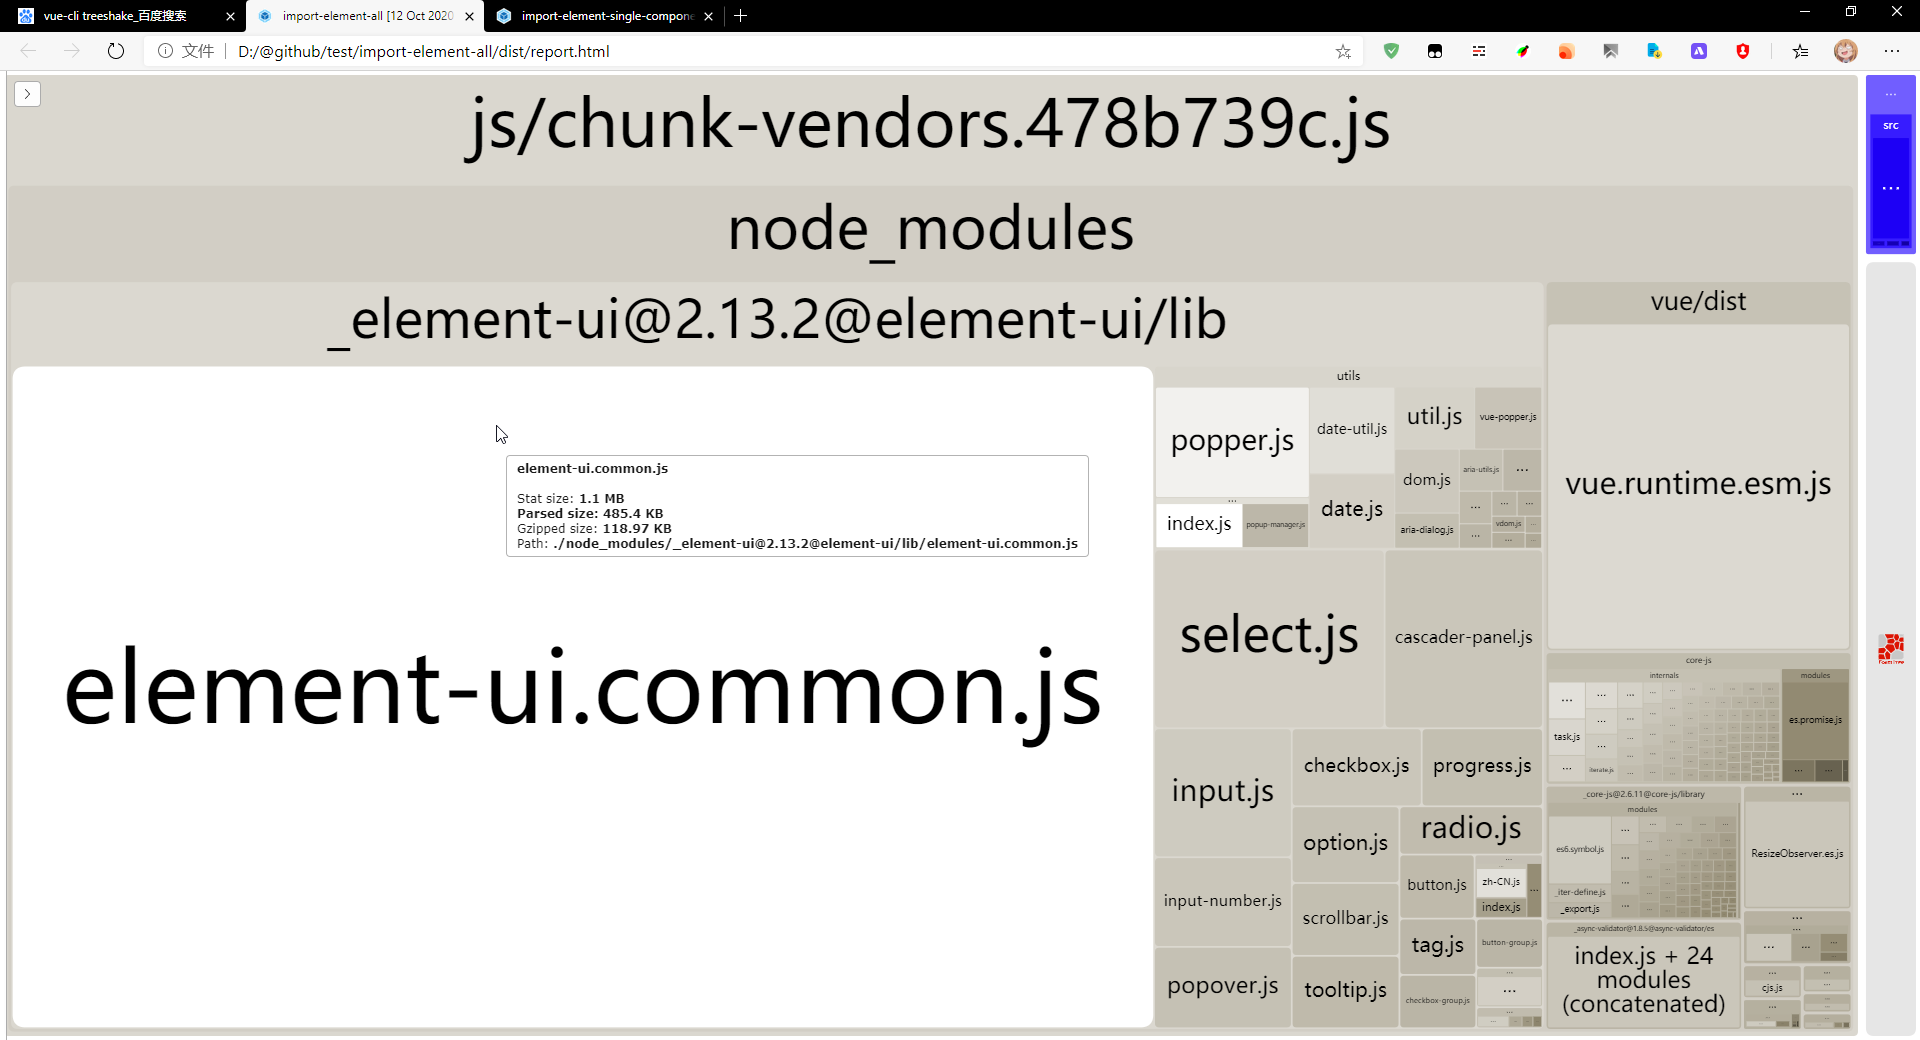 vue-cli treeshake_百度搜索
import-element-all [12 Oct 2020
import-element-single-compone
文件
D:/@github/test/import-element-all/dist/report.html
js/chunk-vendors.478b739c.js
node_modules
_element-ui@2.13.2@element-ui/lib
element-ui.common.js
Stat size: 1.1 MB
Parsed size: 485.4 KB
Gzipped size: 118.97 KB
Path: ./node_modules/_element-ui@2.13.2@element-ui/lib/element-ui.common.js
element-ui.common.js
utils
popper.js
date-util.js
util.js
vue-popper.js
dom.js
aria-utils.js
...
...
index.js
popup-manager.js
date.js
aria-dialog.js
vdom.js
select.js
cascader-panel.js
input.js
checkbox.js
progress.js
option.js
radio.js
button.js
zh-CN.js
index.js
input-number.js
scrollbar.js
tag.js
button-group.js
popover.js
tooltip.js
checkbox-group.js
...
vue/dist
vue.runtime.esm.js
core-js
internals
modules
...
task.js
...
iterate.js
es.promise.js
_core-js@2.6.11@core-js/library
modules
es6.symbol.js
_iter-define.js
_export.js
...
ResizeObserver.es.js
_async-validator@1.8.5@async-validator/es
index.js + 24
modules
(concatenated)
...
cjs.js
...
src
...
FoamTree